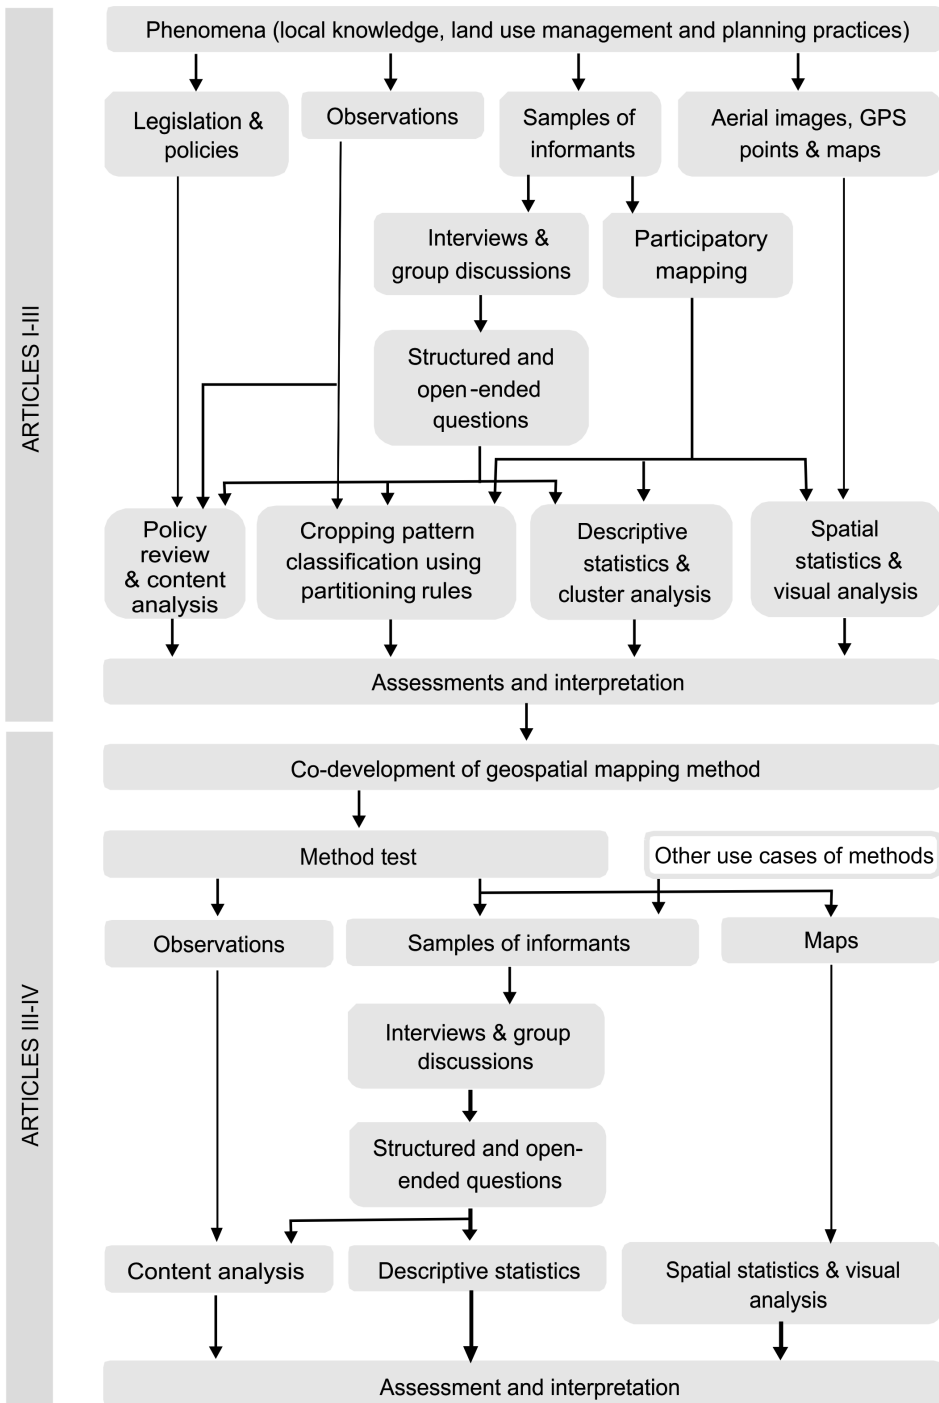 Phenomena (local knowledge, land use management and planning practices)
Legislation &
policies
Observations
Samples of
informants
Aerial images, GPS
points & maps
Interviews &
group discussions
Participatory
mapping
Structured and
open-ended
questions
ARTICLES I-III
Policy
review
& content
analysis
Cropping pattern
classification using
partitioning rules
Descriptive
statistics &
cluster analysis
Spatial
statistics &
visual analysis
Assessments and interpretation
Co-development of geospatial mapping method
Method test
Other use cases of methods
Observations
Samples of informants
Maps
Interviews & group
discussions
Structured and open-
ended questions
ARTICLES III-IV
Content analysis
Descriptive statistics
Spatial statistics & visual
analysis
Assessment and interpretation